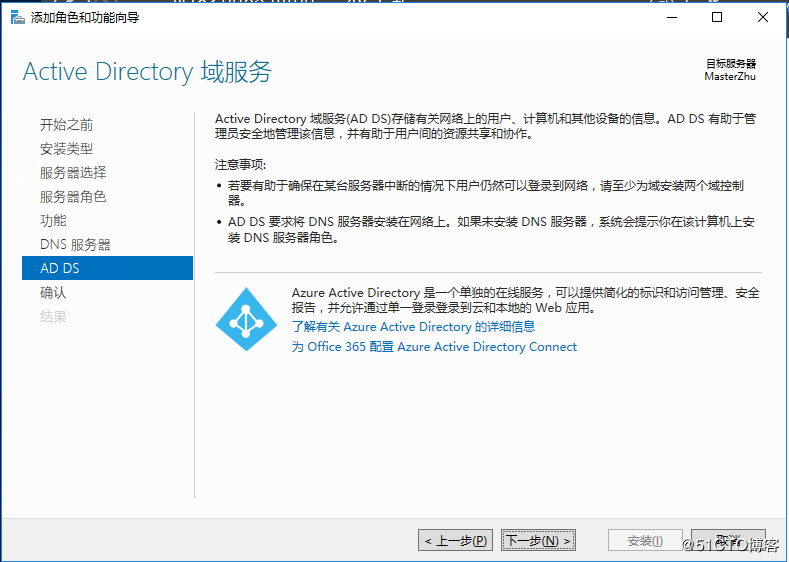 添加角色和功能向导
Active Directory 域服务
目标服务器
MasterZhu
开始之前
安装类型
服务器选择
服务器角色
功能
DNS 服务器
AD DS
确认
结果
Active Directory 域服务(AD DS)存储有关网络上的用户、计算机和其他设备的信息。AD DS 有助于管
理员安全地管理该信息，并有助于用户间的资源共享和协作。
注意事项:
• 若要有助于确保在某台服务器中断的情况下用户仍然可以登录到网络，请至少为域安装两个域控制
器。
• AD DS 要求将 DNS 服务器安装在网络上。如果未安装 DNS 服务器，系统会提示你在该计算机上安
装 DNS 服务器角色。
Azure Active Directory 是一个单独的在线服务，可以提供简化的标识和访问管理、安全
报告，并允许通过单一登录登录到云和本地的 Web 应用。
了解有关 Azure Active Directory 的详细信息
为 Office 365 配置 Azure Active Directory Connect
< 上一步(P)
下一步(N) >
安装(I)
取消
@51CTO博客